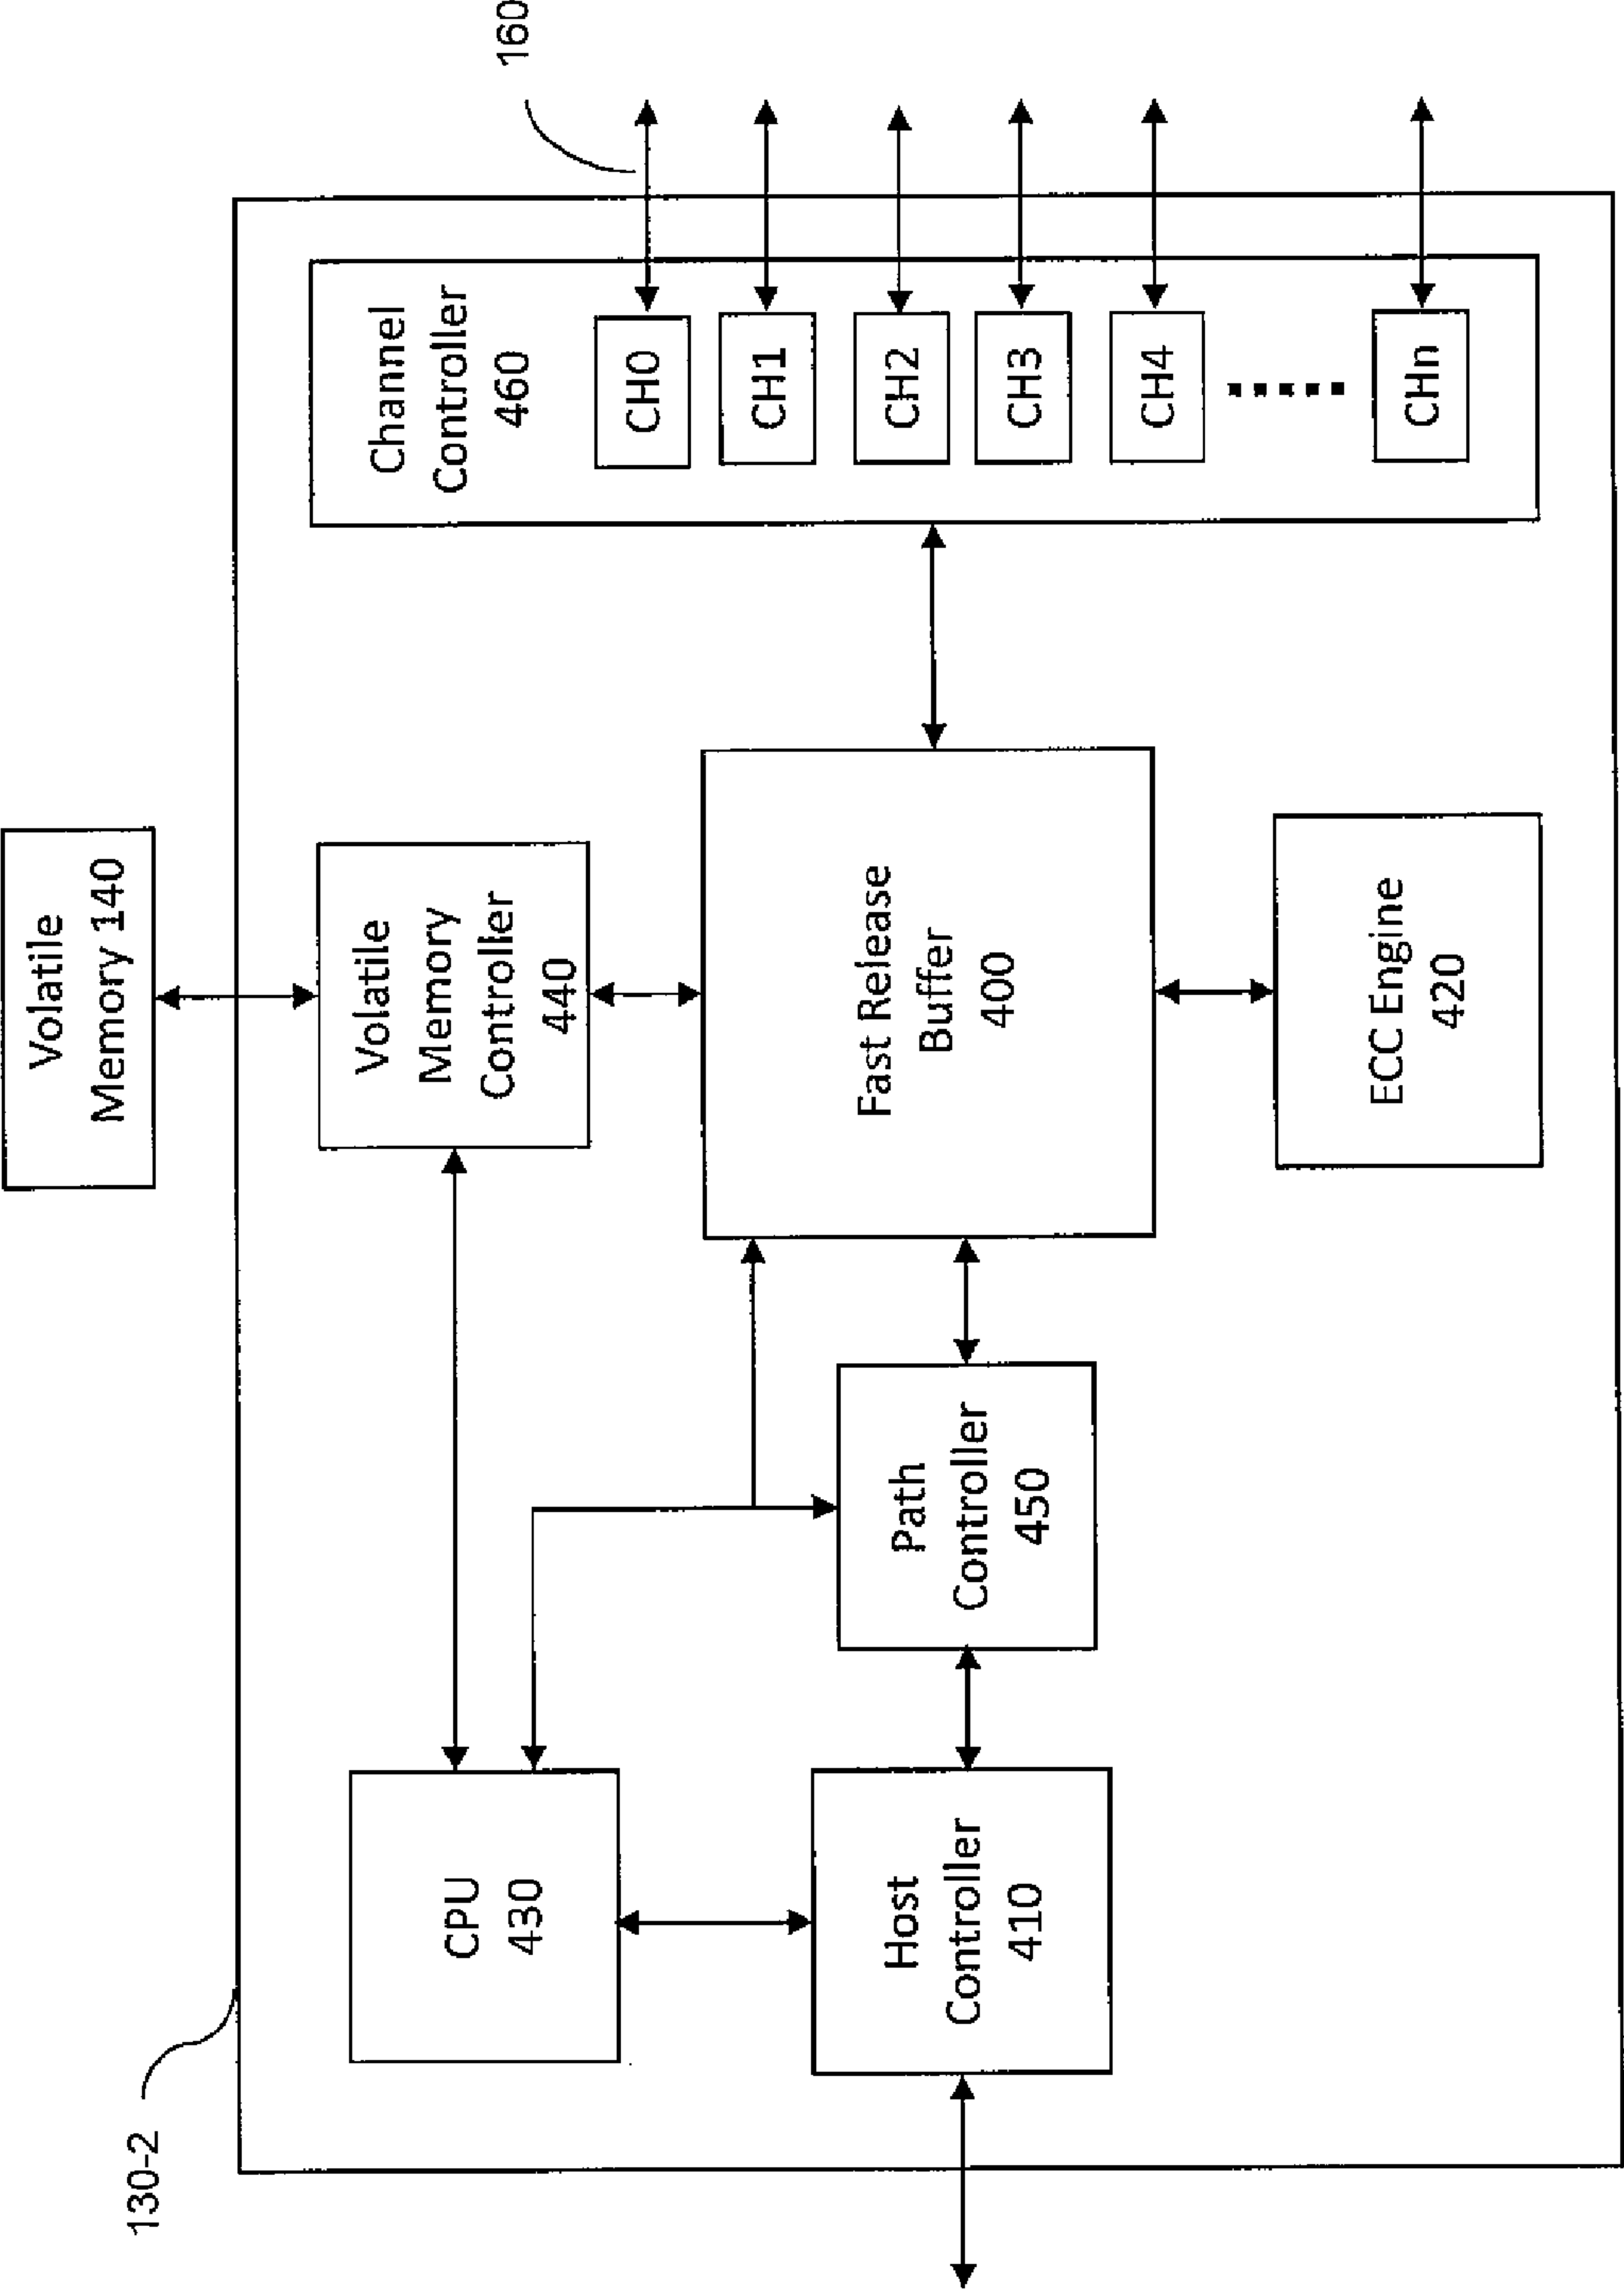 Volatile
Memory 140
130-2
160
CPU
430
Volatile
Memory
Controller
440
Channel
Controller
460
CH0
CH1
CH2
CH3
CH4
CHn
Host
Controller
410
Path
Controller
450
Fast Release
Buffer
400
ECC Engine
420